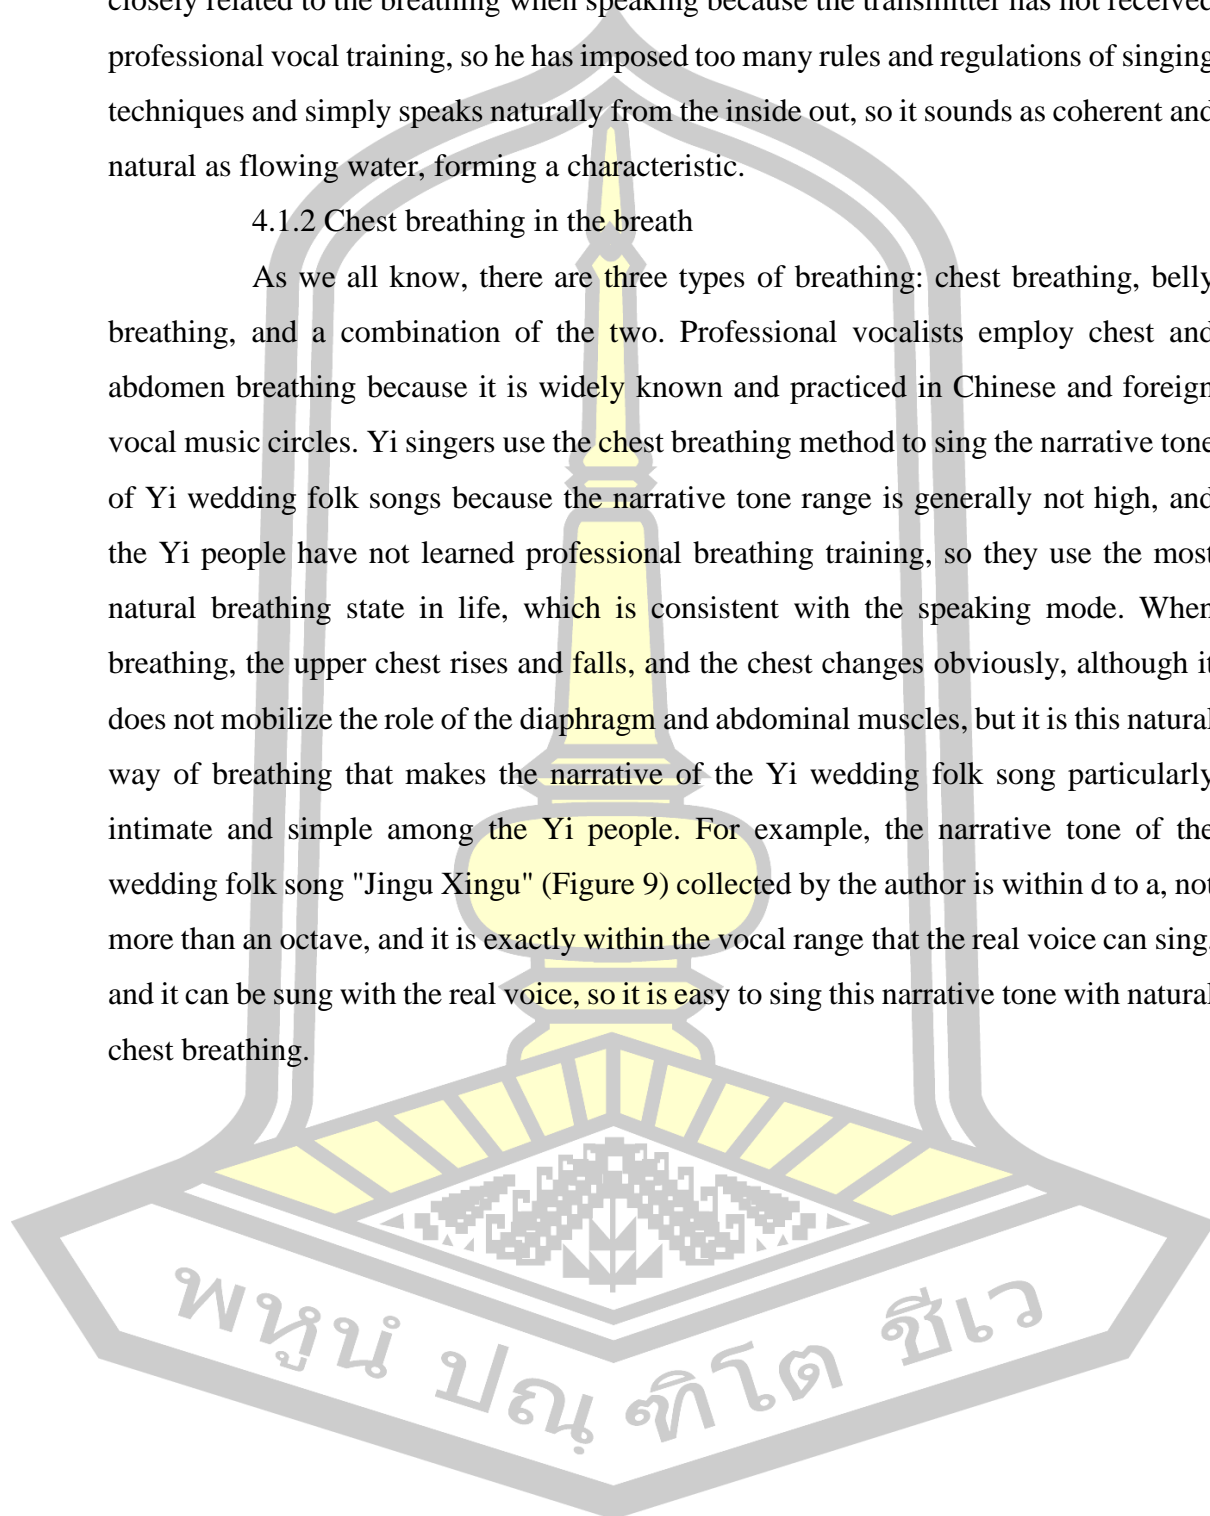 closely related to the breathing when speaking because the transmitter has not received
professional vocal training, so he has imposed too many rules and regulations of singing
techniques and simply speaks naturally from the inside out, so it sounds as coherent and
natural as flowing water, forming a characteristic.
4.1.2 Chest breathing in the breath
As we all know, there are three types of breathing: chest breathing, belly
breathing, and a combination of the two. Professional vocalists employ chest and
abdomen breathing because it is widely known and practiced in Chinese and foreign
vocal music circles. Yi singers use the chest breathing method to sing the narrative tone
of Yi wedding folk songs because the narrative tone range is generally not high, and
the Yi people have not learned professional breathing training, so they use the most
natural breathing state in life, which is consistent with the speaking mode. When
breathing, the upper chest rises and falls, and the chest changes obviously, although it
does not mobilize the role of the diaphragm and abdominal muscles, but it is this natural
way of breathing that makes the narrative of the Yi wedding folk song particularly
intimate and simple among the Yi people. For example, the narrative tone of the
wedding folk song "Jingu Xingu" (Figure 9) collected by the author is within d to a, not
more than an octave, and it is exactly within the vocal range that the real voice can sing,
and it can be sung with the real voice, so it is easy to sing this narrative tone with natural
chest breathing.
พหูนํ ปณฺฑิโต ชีเว